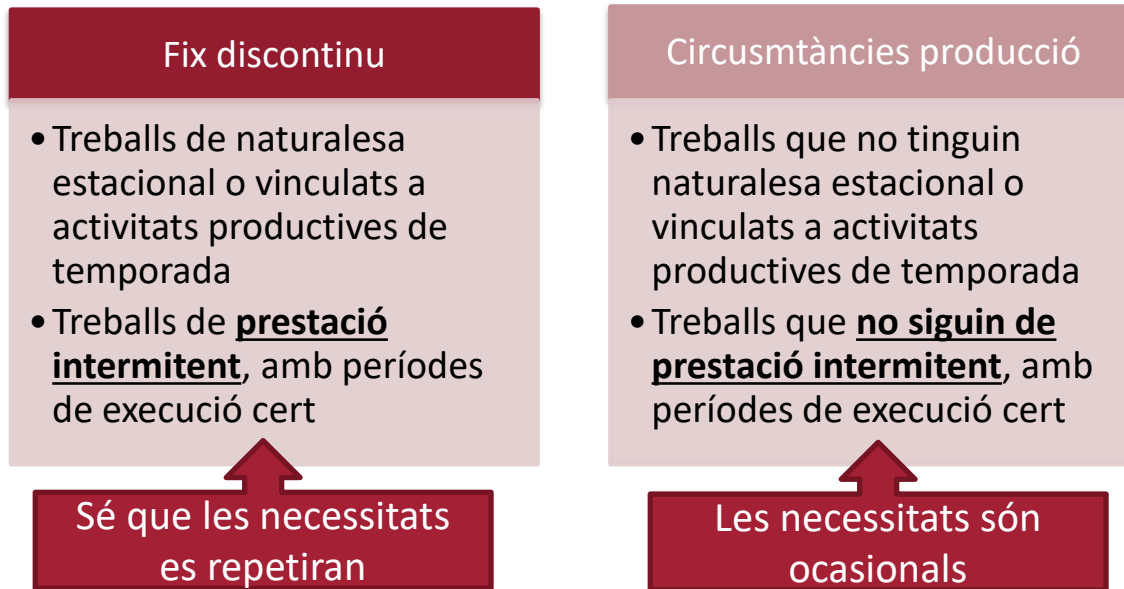 Fix discontinu
• Treballs de naturalesa
estacional o vinculats a
activitats productives de
temporada
• Treballs de prestació
intermitent, amb períodes
de execució cert
Sé que les necessitats
es repetiran
Circusmtàncies producció
• Treballs que no tinguin
naturalesa estacional o
vinculats a activitats
productives de temporada
• Treballs que no siguin de
prestació intermitent, amb
períodes de execució cert
Les necessitats són
ocasionals